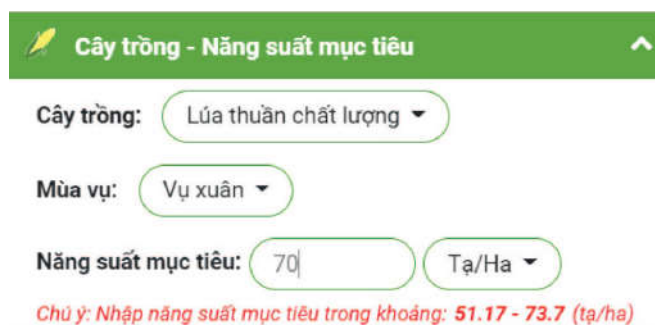 Cây trồng - Năng suất mục tiêu
Cây trồng: Lúa thuần chất lượng
Mùa vụ: Vụ xuân
Năng suất mục tiêu: 70 Tạ/Ha
Chú ý: Nhập năng suất mục tiêu trong khoảng: 51.17 - 73.7 (tạ/ha)